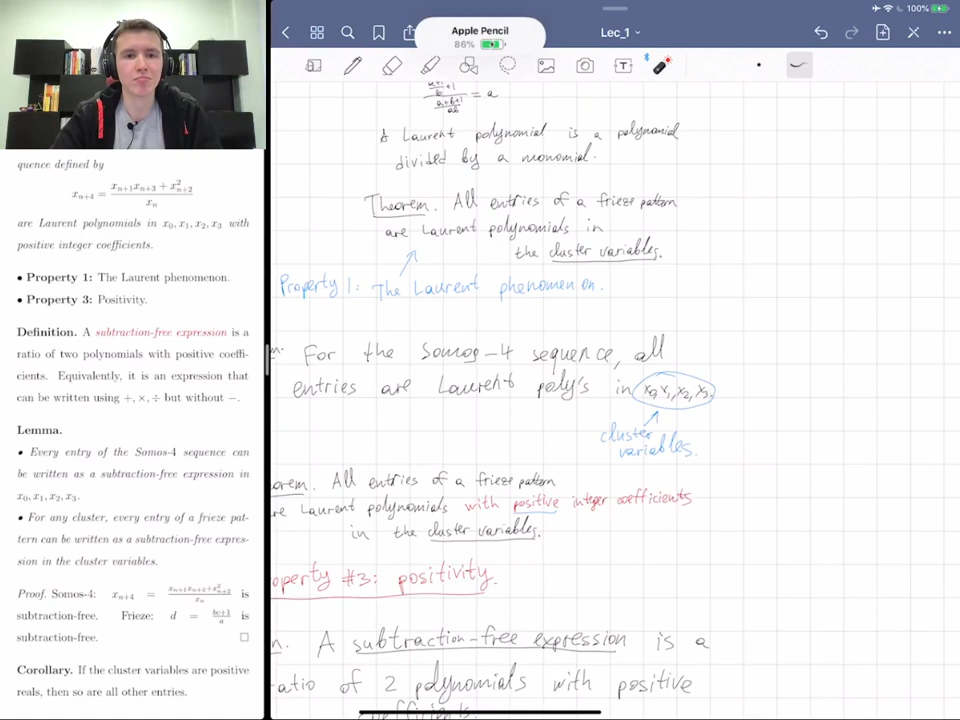 quence defined by
x_{n+4} = \frac{x_{n+1}x_{n+3} + x_{n+2}^2}{x_n}
are Laurent polynomials in x_0, x_1, x_2, x_3 with
positive integer coefficients.
• Property 1: The Laurent phenomenon.
• Property 3: Positivity.
Definition. A subtraction-free expression is a
ratio of two polynomials with positive coeffi-
cients. Equivalently, it is an expression that
can be written using +, ×, ÷ but without −.
Lemma.
• Every entry of the Somos-4 sequence can
be written as a subtraction-free expression in
x_0, x_1, x_2, x_3.
• For any cluster, every entry of a frieze pat-
tern can be written as a subtraction-free expres-
sion in the cluster variables.
Proof. Somos-4: x_{n+4} = \frac{x_{n+1}x_{n+3}+x_{n+2}^2}{x_n} is
subtraction-free. Frieze: d = \frac{bc+1}{a} is
subtraction-free. □
Corollary. If the cluster variables are positive
reals, then so are all other entries.
100%
Apple Pencil
86%
Lec_1
T
= a
A Laurent polynomial is a polynomial
divided by a monomial.
Theorem. All entries of a frieze pattern
are Laurent polynomials in
the cluster variables.
Property 1: The Laurent phenomenon.
For the Somos-4 sequence, all
entries are Laurent poly's in x_0, x_1, x_2, x_3.
cluster
variables.
orem. All entries of a frieze pattern
re Laurent polynomials with positive integer coefficients
in the cluster variables.
operty #3: positivity.
n. A subtraction-free expression is a
ratio of 2 polynomials with positive
coefficients.